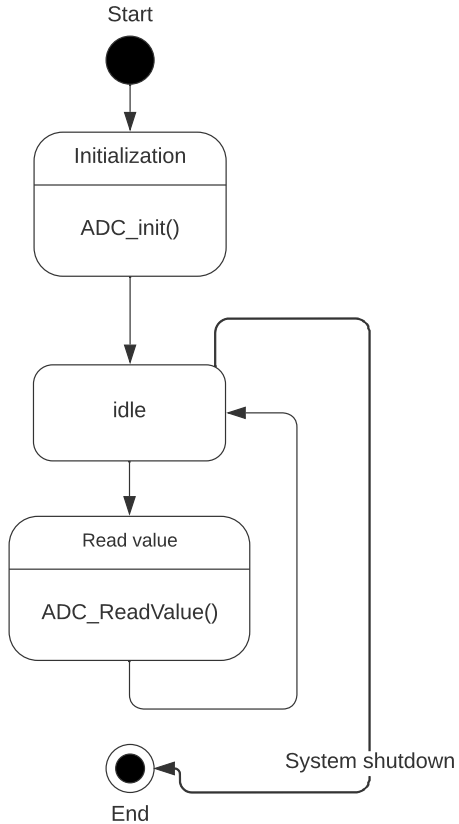 Start
Initialization
ADC_init()
idle
Read value
ADC_ReadValue()
System shutdown
End